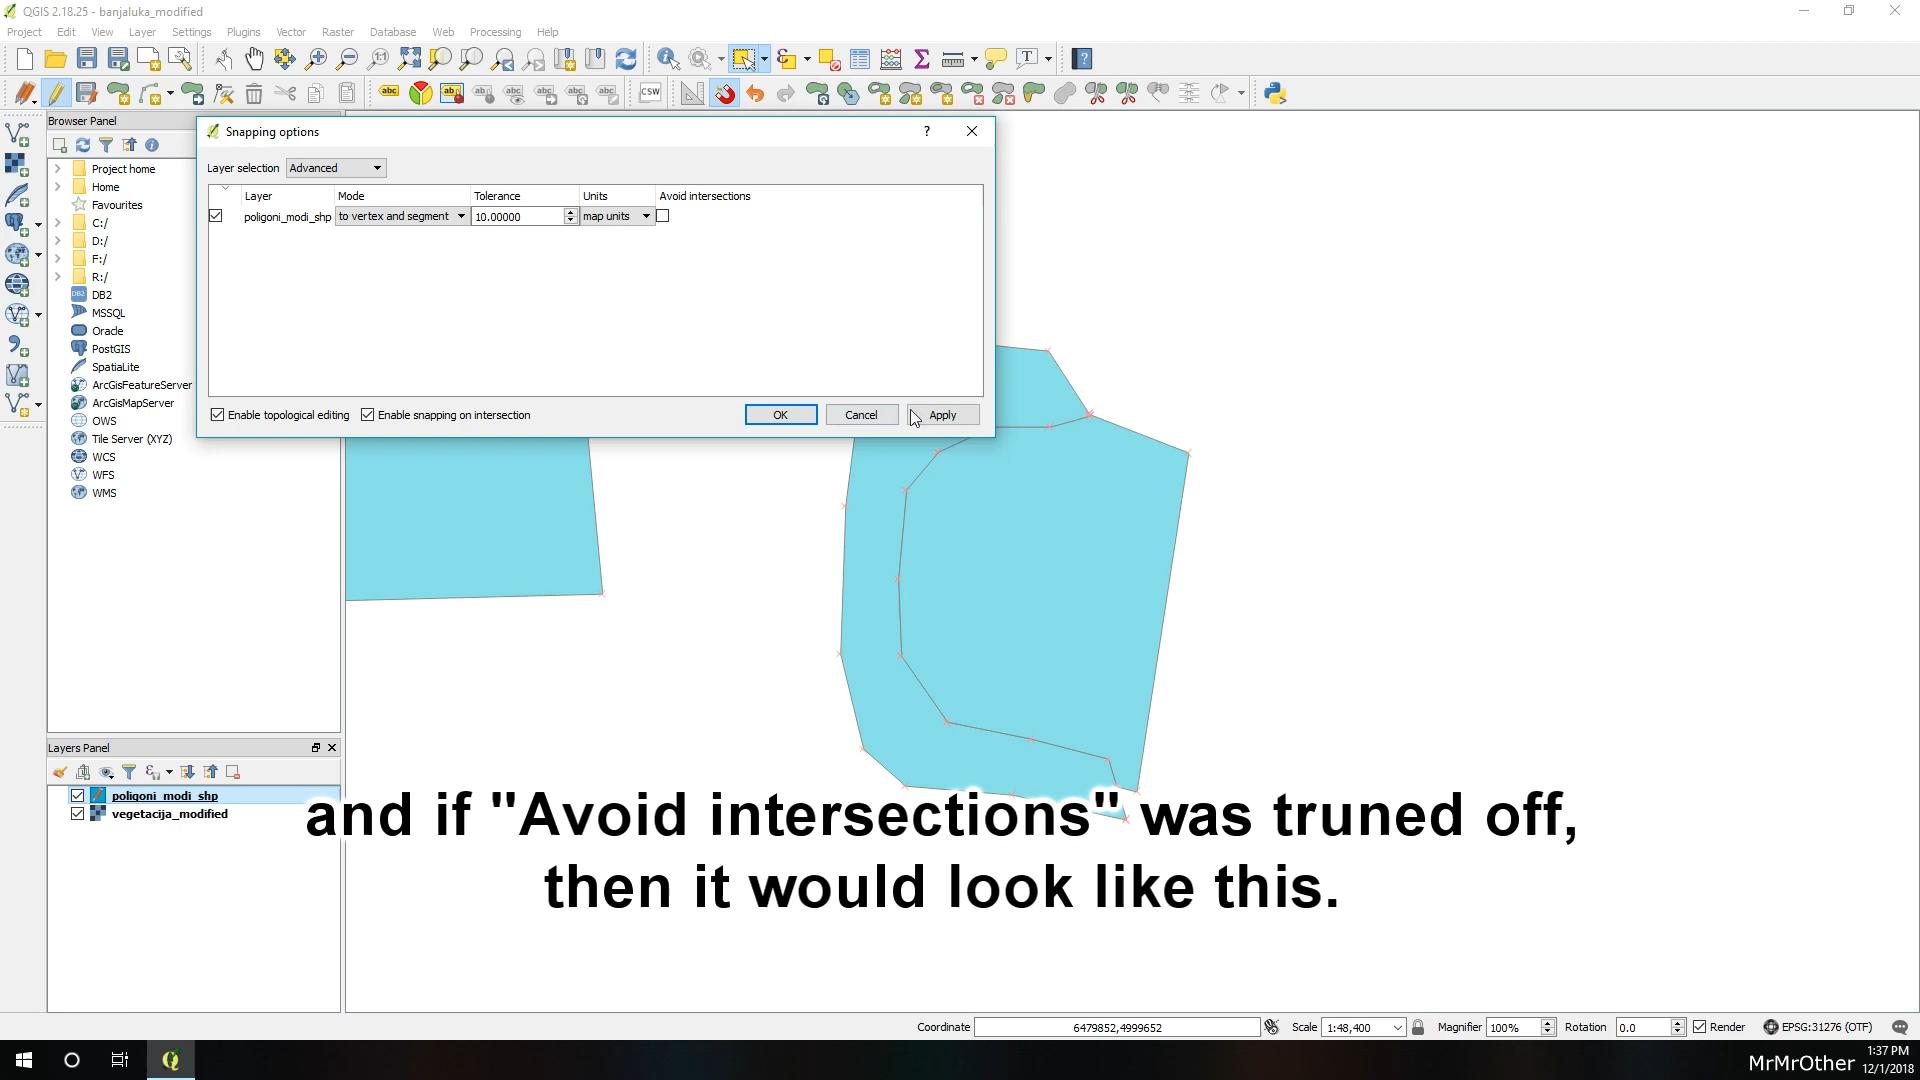 QGIS 2.18.25 - banjaluka_modified
Project Edit View Layer Settings Plugins Vector Raster Database Web Processing Help
Browser Panel
Project home
Home
Favourites
C:/
D:/
F:/
R:/
DB2
MSSQL
Oracle
PostGIS
SpatiaLite
ArcGisFeatureServer
ArcGisMapServer
OWS
Tile Server (XYZ)
WCS
WFS
WMS
Snapping options
Layer selection Advanced
Layer Mode Tolerance Units Avoid intersections
poligoni_modi_shp to vertex and segment 10.00000 map units
Enable topological editing Enable snapping on intersection OK Cancel Apply
Layers Panel
poligoni_modi_shp
vegetacija_modified
and if "Avoid intersections" was truned off,
then it would look like this.
Coordinate 6479852,4999652 Scale 1:48,400 Magnifier 100% Rotation 0.0 Render EPSG:31276 (OTF)
MrMrOther
1:37 PM
12/1/2018